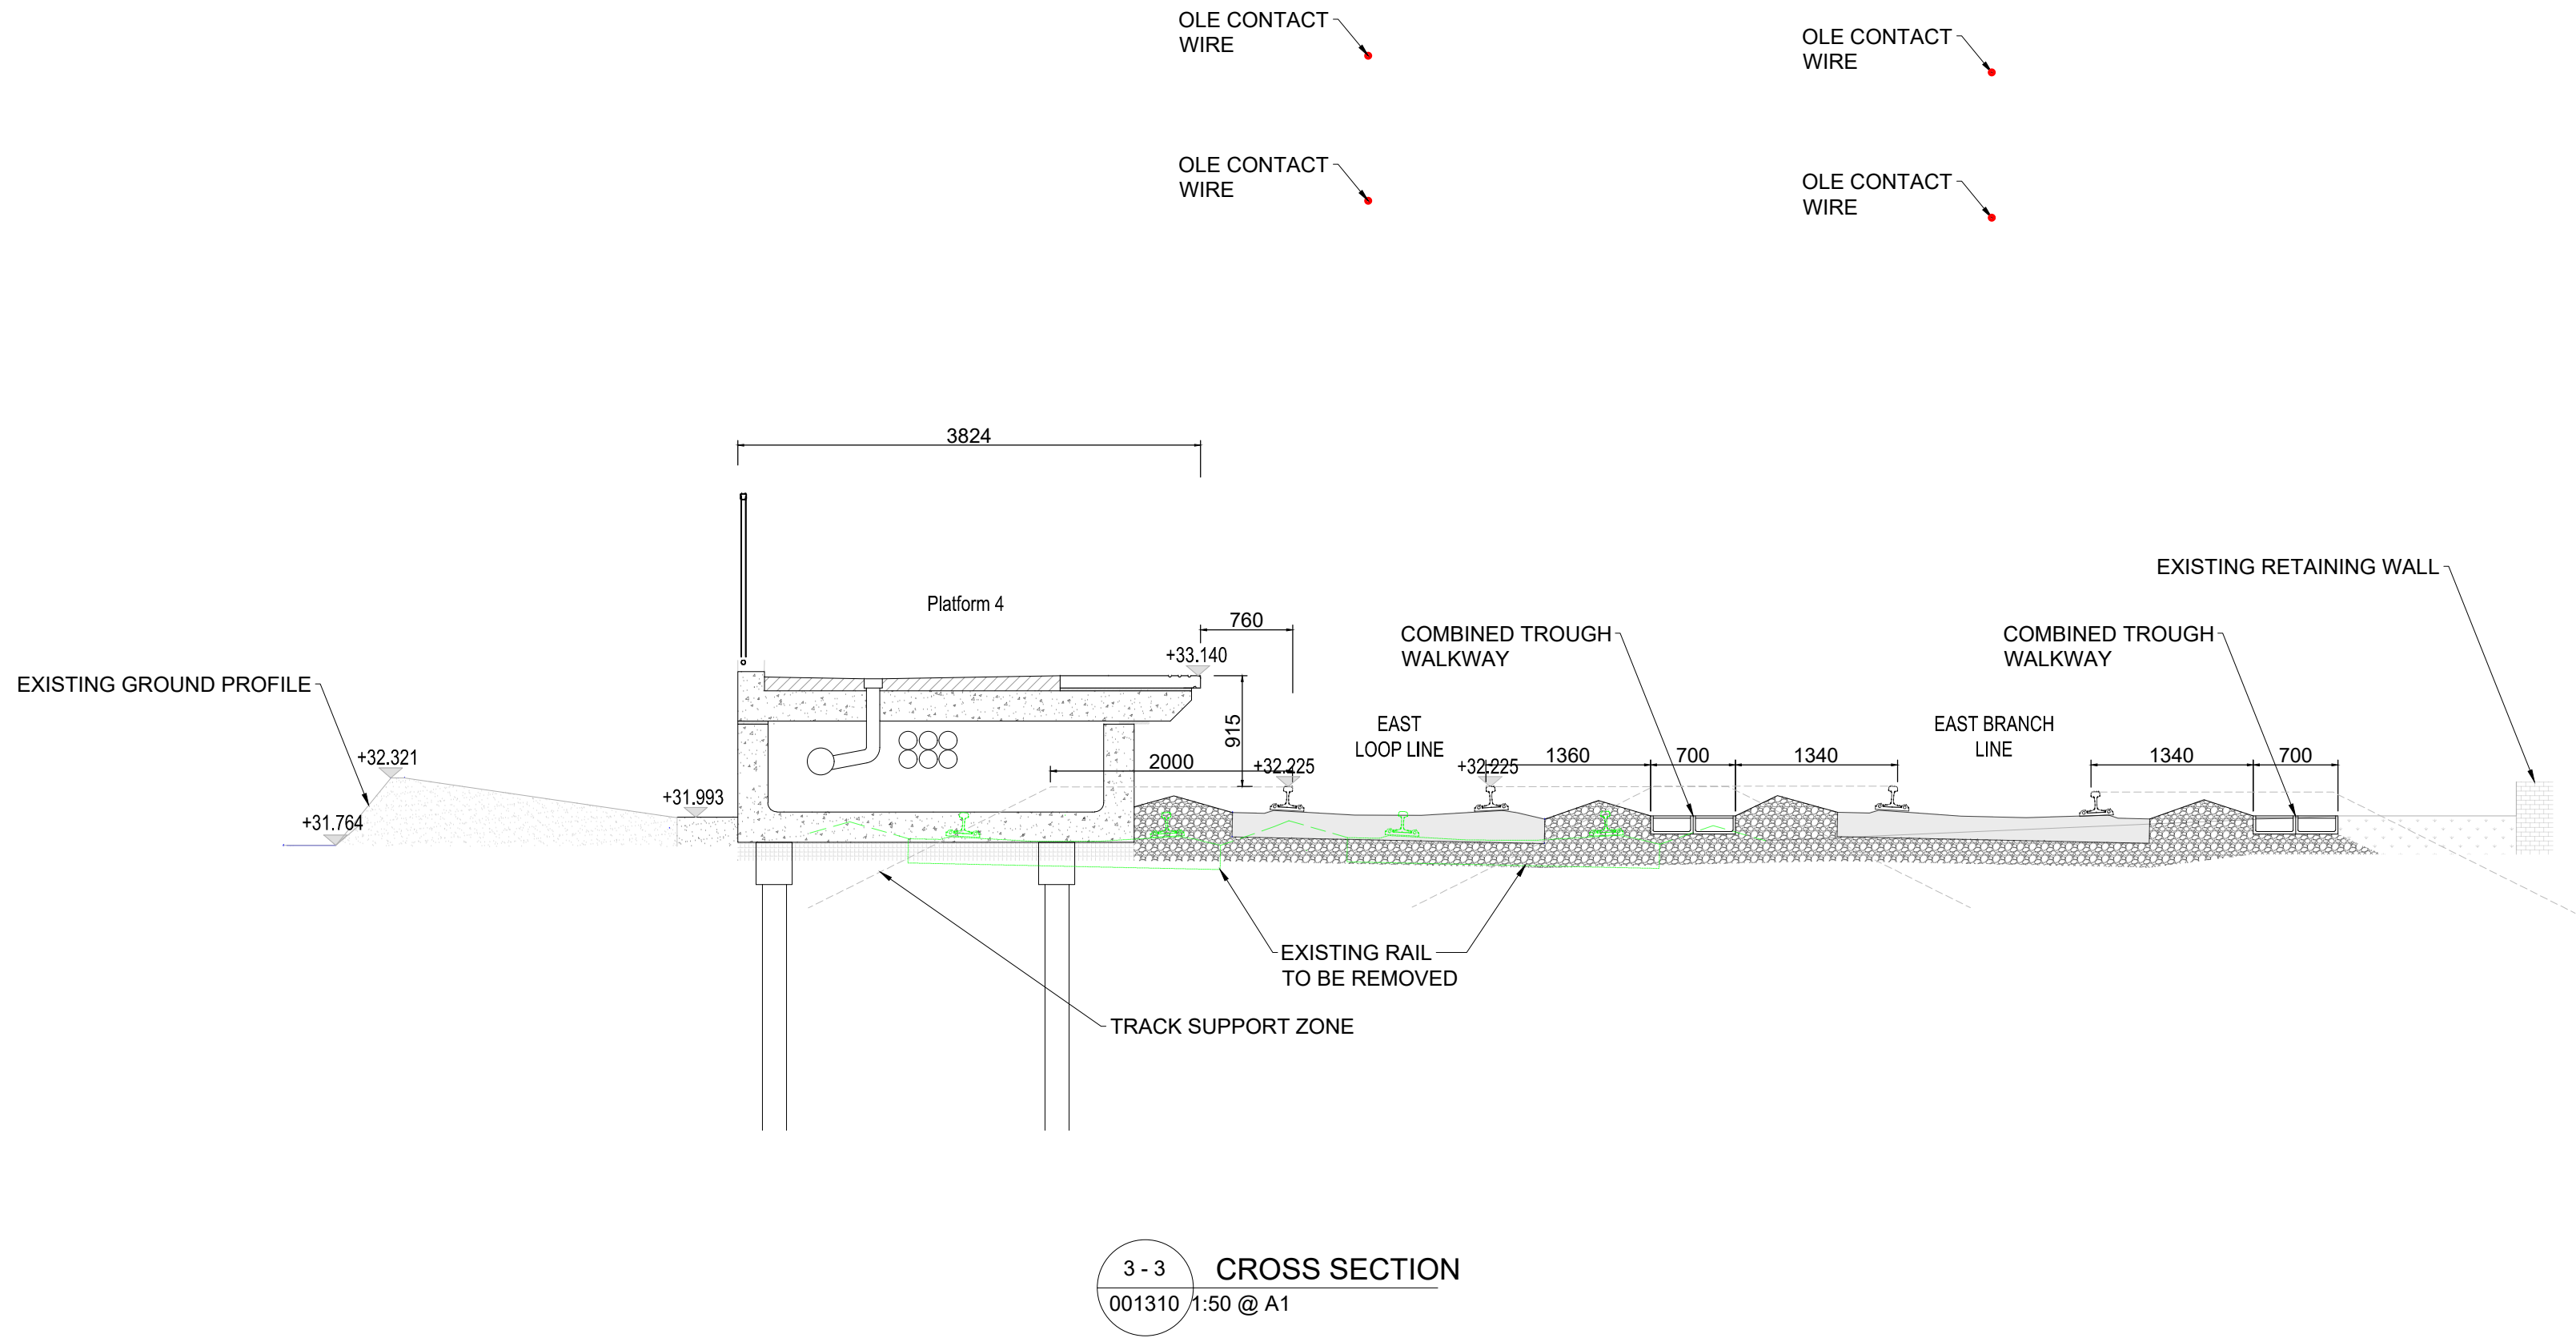 OLE CONTACT
WIRE
OLE CONTACT
WIRE
OLE CONTACT
WIRE
OLE CONTACT
WIRE
3824
EXISTING RETAINING WALL
Platform 4
760
COMBINED TROUGH
WALKWAY
COMBINED TROUGH
WALKWAY
+33.140
EXISTING GROUND PROFILE
915
EAST
LOOP LINE
EAST BRANCH
LINE
+32.321
2000
+32.225
+32.225
1360
700
1340
1340
700
+31.993
+31.764
EXISTING RAIL
TO BE REMOVED
TRACK SUPPORT ZONE
3 - 3
CROSS SECTION
001310
1:50 @ A1